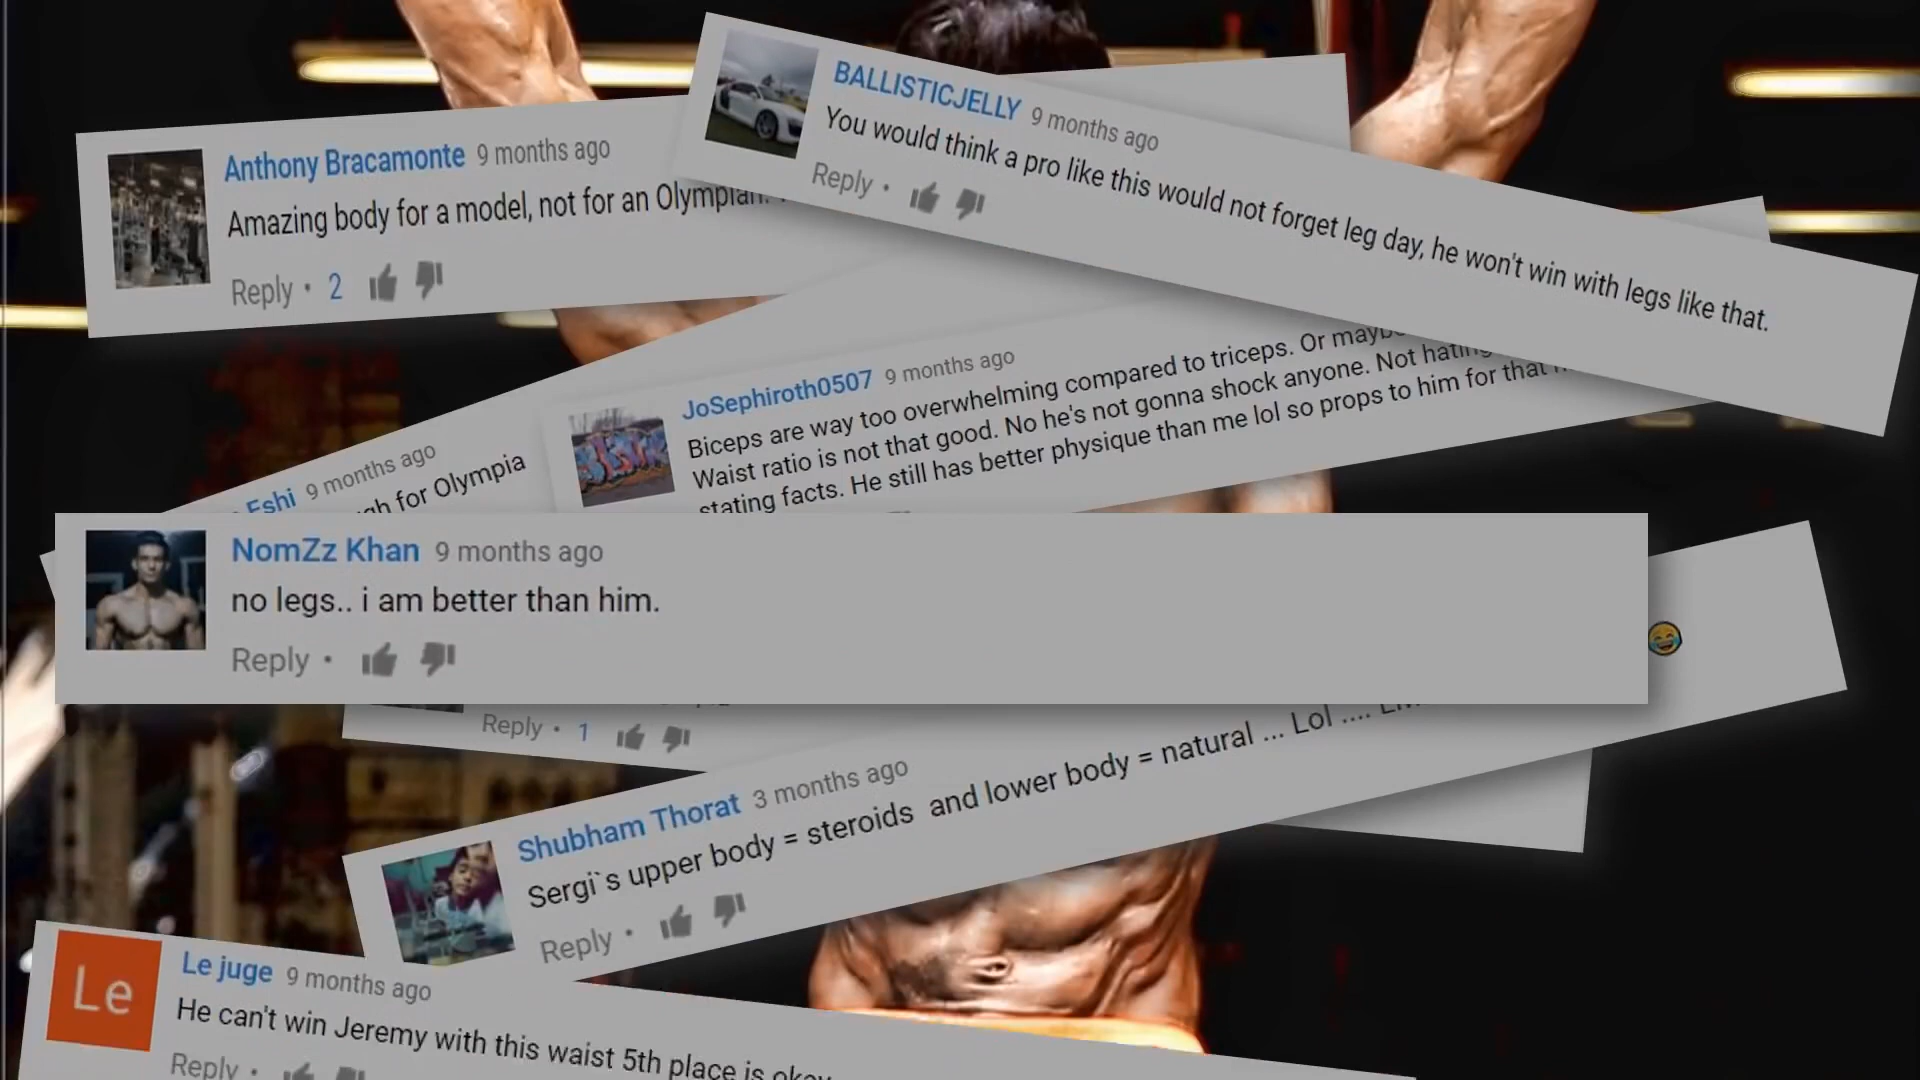 BALLISTICJELLY 9 months ago
You would think a pro like this would not forget leg day, he won't win with legs like that.
Reply •
Anthony Bracamonte 9 months ago
Amazing body for a model, not for an Olympian.
Reply • 2
JoSephiroth0507 9 months ago
Biceps are way too overwhelming compared to triceps. Or maybe
Waist ratio is not that good. No he's not gonna shock anyone. Not hating
stating facts. He still has better physique than me lol so props to him for that
Eshi 9 months ago
for Olympia
NomZz Khan 9 months ago
no legs.. i am better than him.
Reply •
😂
Reply • 1
Shubham Thorat 3 months ago
Sergi`s upper body = steroids and lower body = natural ... Lol ....
Reply •
Le
Le juge 9 months ago
He can't win Jeremy with this waist 5th place is okay
Reply •